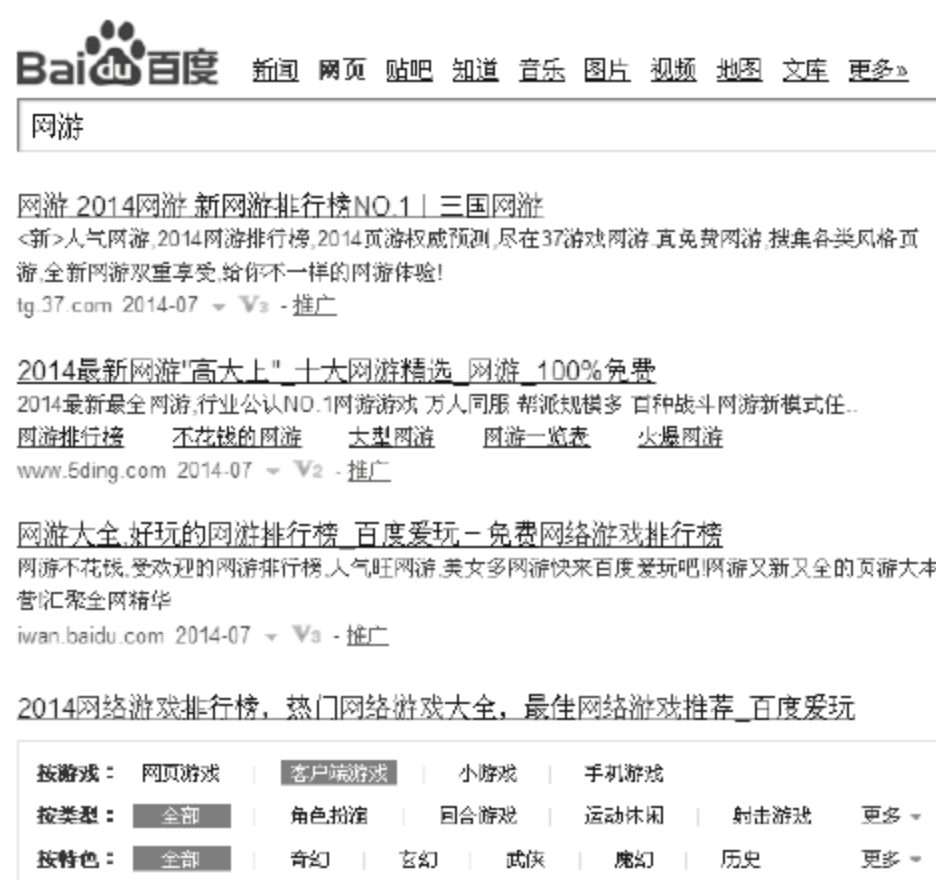 Baidu百度 新闻 网页 贴吧 知道 音乐 图片 视频 地图 文库 更多»
网游
网游 2014网游 新网游排行榜NO.1｜三国网游
<新>人气网游,2014网游排行榜,2014页游权威预测,尽在37游戏网游.真免费网游,搜集各类风格页
游,全新网游双重享受,给你不一样的网游体验!
tg.37.com 2014-07 V3 - 推广
2014最新网游"高大上"_十大网游精选_网游_100%免费
2014最新最全网游,行业公认NO.1网游游戏 万人同服 帮派规模多 百种战斗网游新模式任...
网游排行榜 不花钱的网游 大型网游 网游一览表 火爆网游
www.5ding.com 2014-07 V2 - 推广
网游大全,好玩的网游排行榜_百度爱玩－免费网络游戏排行榜
网游不花钱,受欢迎的网游排行榜,人气旺网游,美女多网游快来百度爱玩吧!网游又新又全的页游大本
营!汇聚全网精华
iwan.baidu.com 2014-07 V3 - 推广
2014网络游戏排行榜，热门网络游戏大全，最佳网络游戏推荐_百度爱玩
按游戏： 网页游戏 客户端游戏 小游戏 手机游戏
按类型： 全部 角色扮演 回合游戏 运动休闲 射击游戏 更多
按特色： 全部 奇幻 玄幻 武侠 魔幻 历史 更多